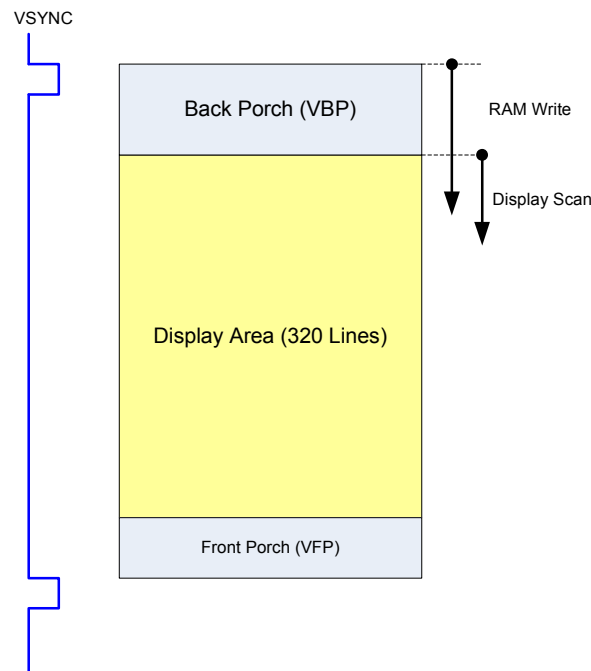 VSYNC
Back Porch (VBP)
RAM Write
Display Scan
Display Area (320 Lines)
Front Porch (VFP)